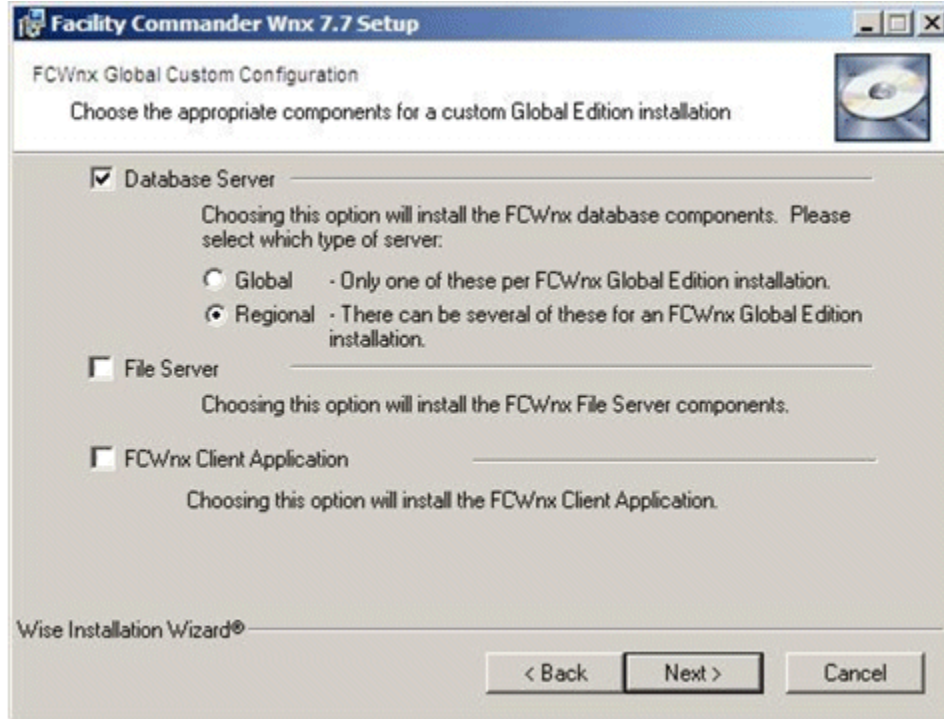 Facility Commander Wnx 7.7 Setup
FCWnx Global Custom Configuration
Choose the appropriate components for a custom Global Edition installation
Database Server
Choosing this option will install the FCWnx database components. Please
select which type of server:
Global - Only one of these per FCWnx Global Edition installation.
Regional - There can be several of these for an FCWnx Global Edition
installation.
File Server
Choosing this option will install the FCWnx File Server components.
FCWnx Client Application
Choosing this option will install the FCWnx Client Application.
Wise Installation Wizard®
< Back Next > Cancel